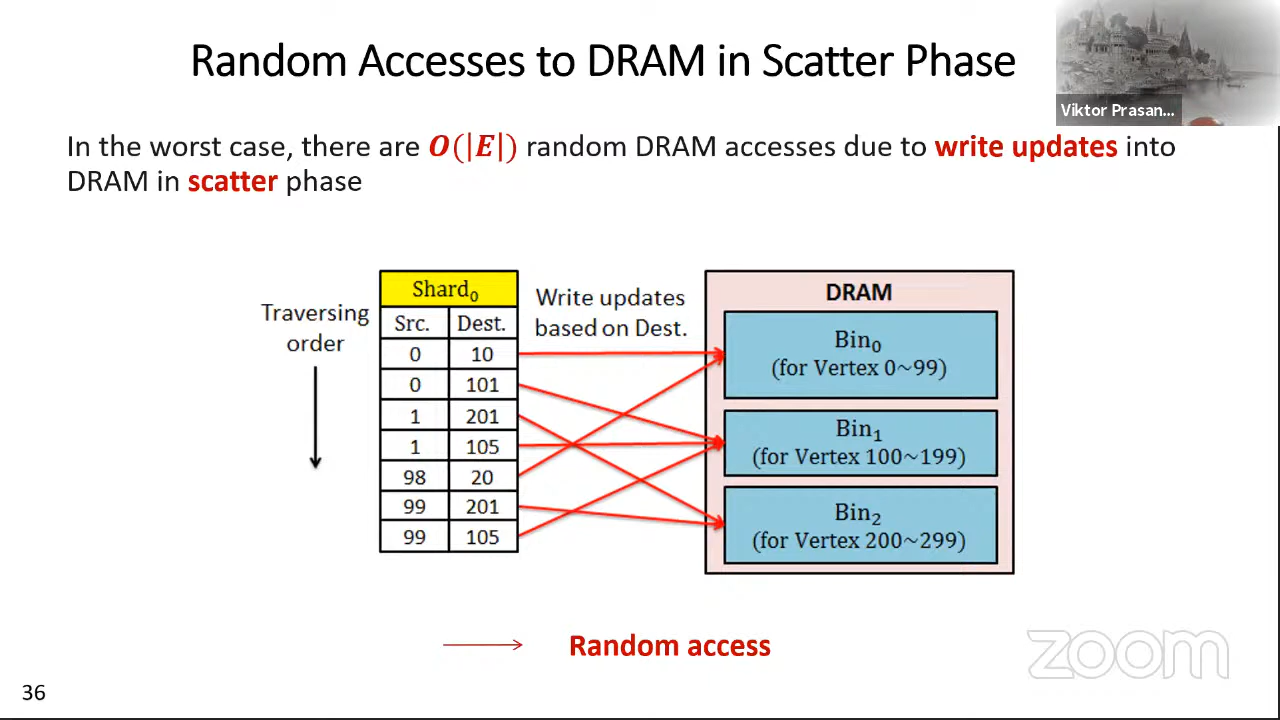 Random Accesses to DRAM in Scatter Phase
Viktor Prasan...
In the worst case, there are O(|E|) random DRAM accesses due to write updates into
DRAM in scatter phase
Traversing
order
Shard₀
Src. Dest.
0 10
0 101
1 201
1 105
98 20
99 201
99 105
Write updates
based on Dest.
DRAM
Bin₀
(for Vertex 0~99)
Bin₁
(for Vertex 100~199)
Bin₂
(for Vertex 200~299)
Random access
zoom
36